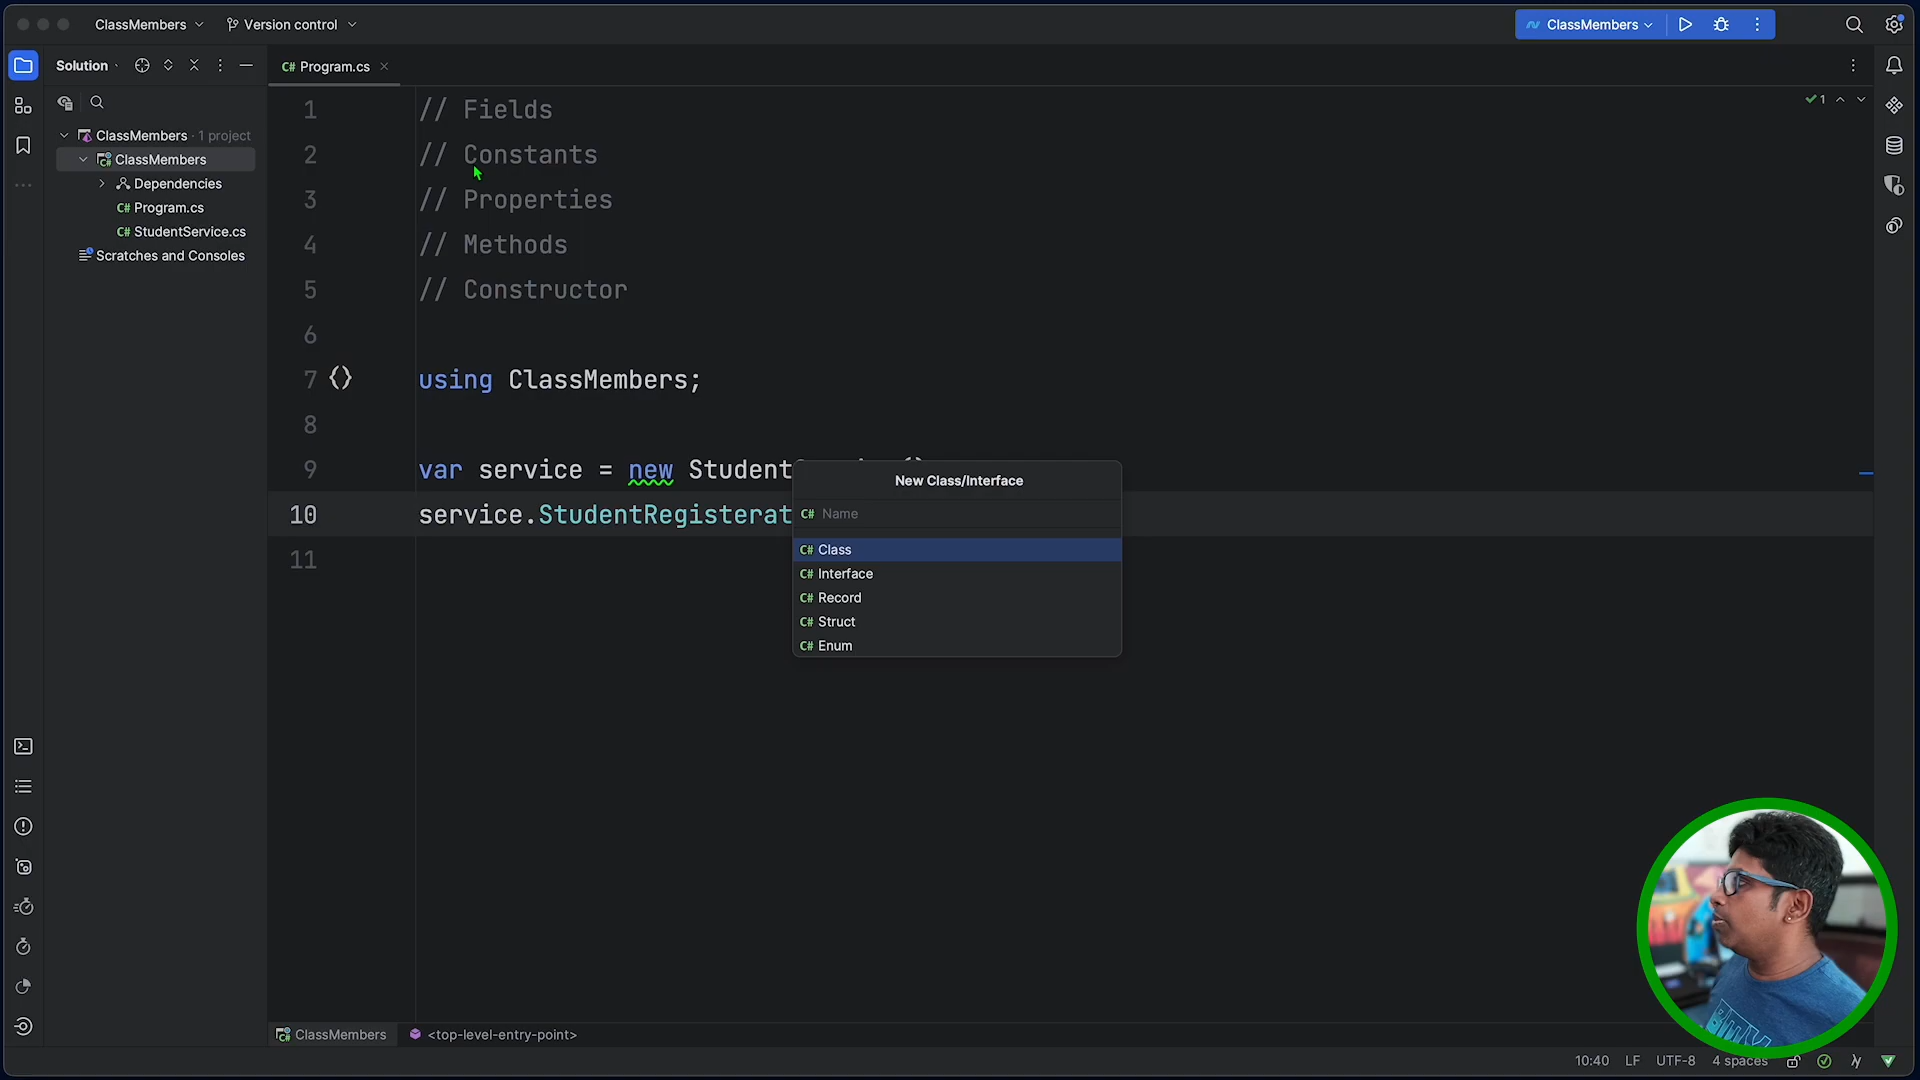 ClassMembers
Version control
ClassMembers
Solution
C# Program.cs
1
ClassMembers · 1 project
ClassMembers
Dependencies
C# Program.cs
C# StudentService.cs
Scratches and Consoles
1 // Fields
2 // Constants
3 // Properties
4 // Methods
5 // Constructor
6
7 using ClassMembers;
8
9 var service = new Student
10 service.StudentRegisterat
11
New Class/Interface
C# Name
C# Class
C# Interface
C# Record
C# Struct
C# Enum
ClassMembers
<top-level-entry-point>
10:40 LF UTF-8 4 spaces